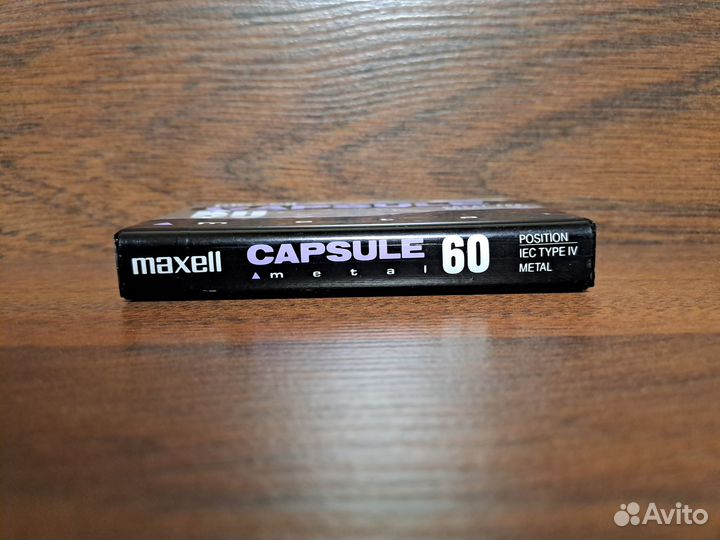 maxell CAPSULE 60
▲ metal
POSITION
IEC TYPE IV
METAL
Avito